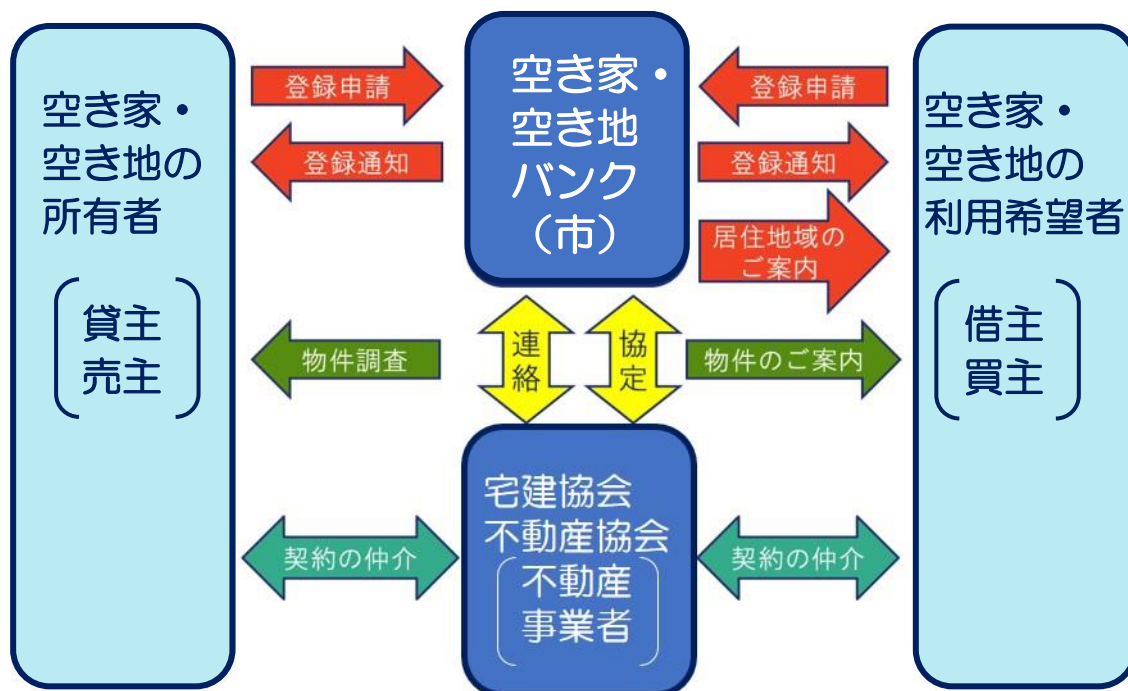 空き家・
空き地の
所有者
貸主
売主
登録申請
登録通知
物件調査
契約の仲介
空き家・
空き地
バンク
（市）
連絡
協定
宅建協会
不動産協会
不動産
事業者
登録申請
登録通知
居住地域の
ご案内
物件のご案内
契約の仲介
空き家・
空き地の
利用希望者
借主
買主